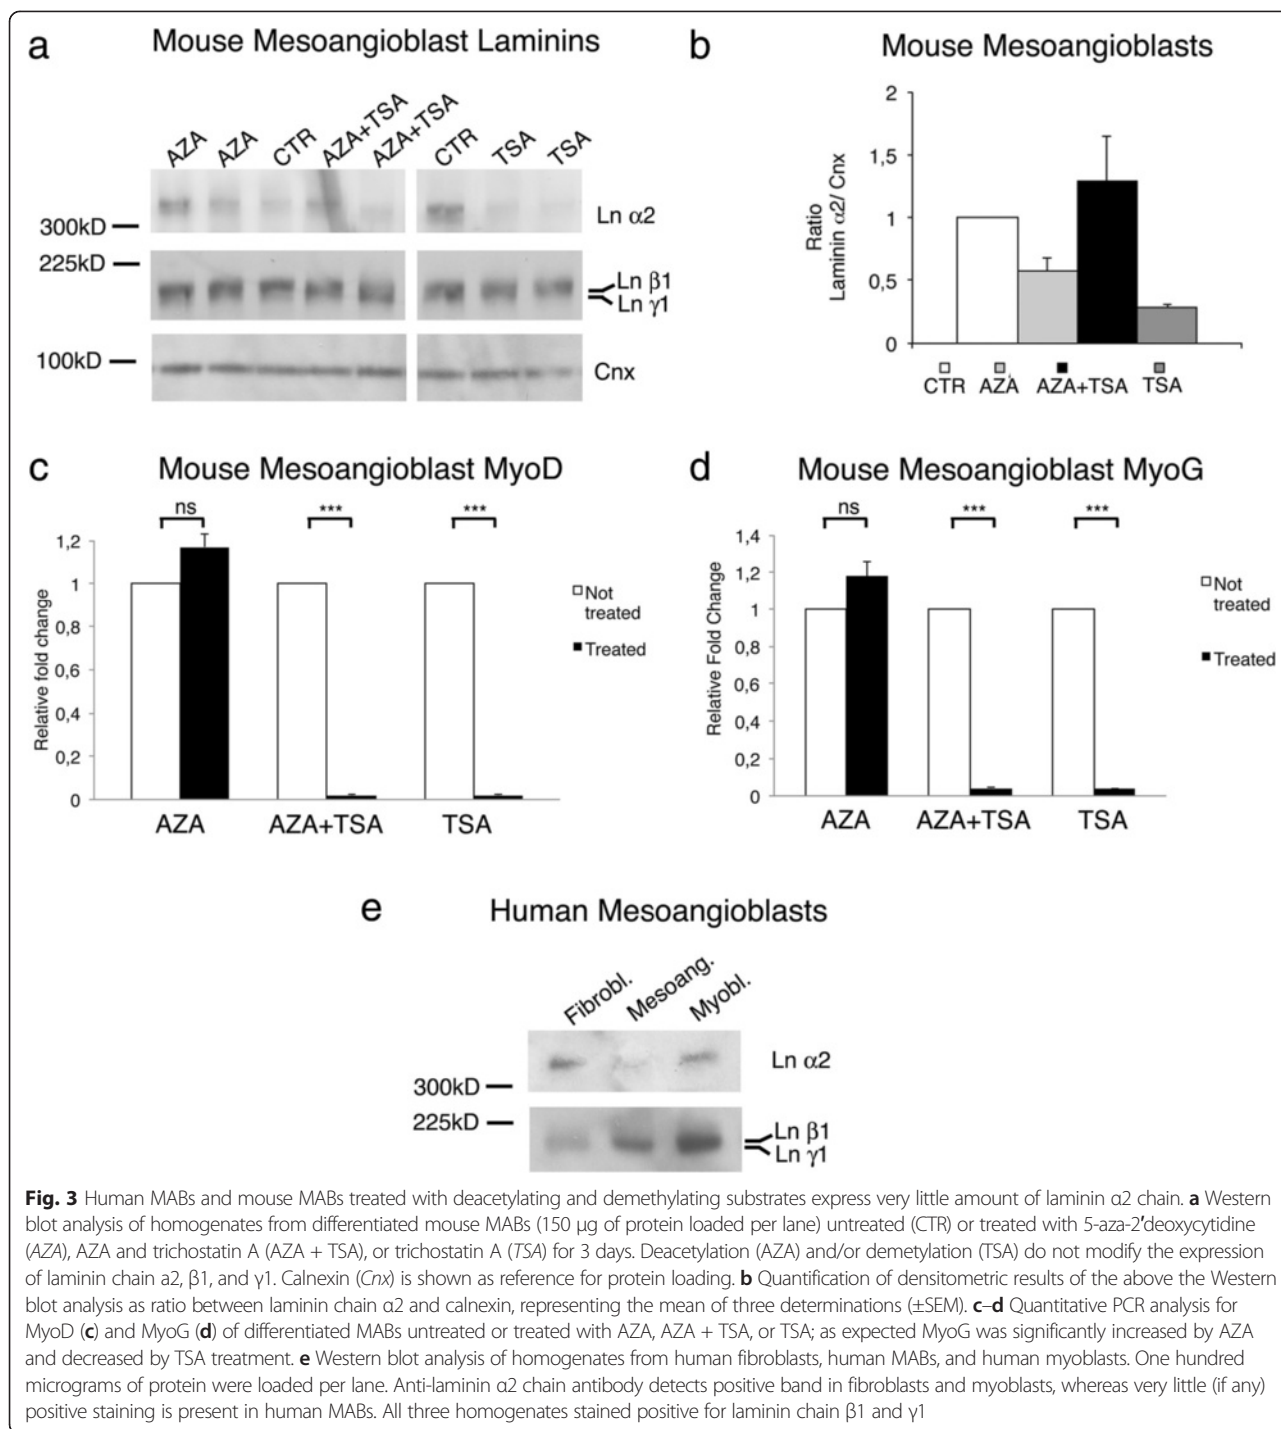 a
Mouse Mesoangioblast Laminins
AZA AZA CTR AZA+TSA AZA+TSA CTR TSA TSA
Ln α2
300kD
225kD
Ln β1
Ln γ1
100kD
Cnx
b
Mouse Mesoangioblasts
2
1,5
1
0,5
0
Ratio
Laminin α2/ Cnx
CTR AZA AZA+TSA TSA
c
Mouse Mesoangioblast MyoD
ns *** ***
1,2
1
0,8
0,6
0,4
0,2
0
Relative fold change
Not
treated
Treated
AZA AZA+TSA TSA
d
Mouse Mesoangioblast MyoG
ns *** ***
1,4
1,2
1
0,8
0,6
0,4
0,2
0
Relative Fold Change
Not
treated
Treated
AZA AZA+TSA TSA
e
Human Mesoangioblasts
Fibrobl. Mesoang. Myobl.
Ln α2
300kD
225kD
Ln β1
Ln γ1
Fig. 3 Human MABs and mouse MABs treated with deacetylating and demethylating substrates express very little amount of laminin α2 chain. a Western
blot analysis of homogenates from differentiated mouse MABs (150 μg of protein loaded per lane) untreated (CTR) or treated with 5-aza-2′deoxycytidine
(AZA), AZA and trichostatin A (AZA + TSA), or trichostatin A (TSA) for 3 days. Deacetylation (AZA) and/or demetylation (TSA) do not modify the expression
of laminin chain a2, β1, and γ1. Calnexin (Cnx) is shown as reference for protein loading. b Quantification of densitometric results of the above the Western
blot analysis as ratio between laminin chain α2 and calnexin, representing the mean of three determinations (±SEM). c–d Quantitative PCR analysis for
MyoD (c) and MyoG (d) of differentiated MABs untreated or treated with AZA, AZA + TSA, or TSA; as expected MyoG was significantly increased by AZA
and decreased by TSA treatment. e Western blot analysis of homogenates from human fibroblasts, human MABs, and human myoblasts. One hundred
micrograms of protein were loaded per lane. Anti-laminin α2 chain antibody detects positive band in fibroblasts and myoblasts, whereas very little (if any)
positive staining is present in human MABs. All three homogenates stained positive for laminin chain β1 and γ1